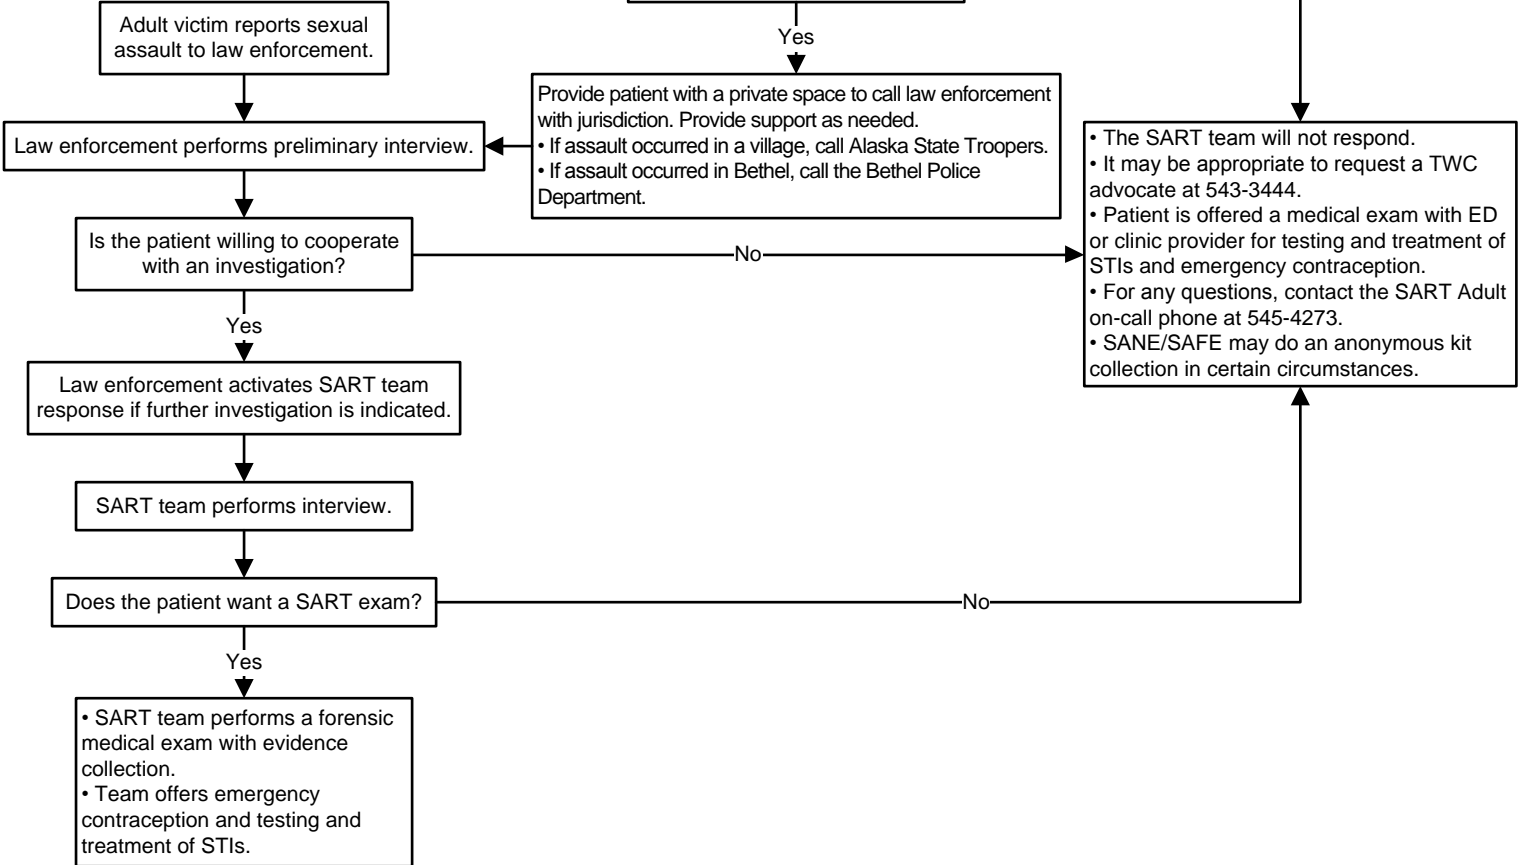 Adult victim reports sexual
assault to law enforcement.
Yes
Provide patient with a private space to call law enforcement
with jurisdiction. Provide support as needed.
• If assault occurred in a village, call Alaska State Troopers.
• If assault occurred in Bethel, call the Bethel Police
Department.
Law enforcement performs preliminary interview.
• The SART team will not respond.
• It may be appropriate to request a TWC
advocate at 543-3444.
• Patient is offered a medical exam with ED
or clinic provider for testing and treatment of
STIs and emergency contraception.
• For any questions, contact the SART Adult
on-call phone at 545-4273.
• SANE/SAFE may do an anonymous kit
collection in certain circumstances.
Is the patient willing to cooperate
with an investigation?
No
Yes
Law enforcement activates SART team
response if further investigation is indicated.
SART team performs interview.
Does the patient want a SART exam?
No
Yes
• SART team performs a forensic
medical exam with evidence
collection.
• Team offers emergency
contraception and testing and
treatment of STIs.